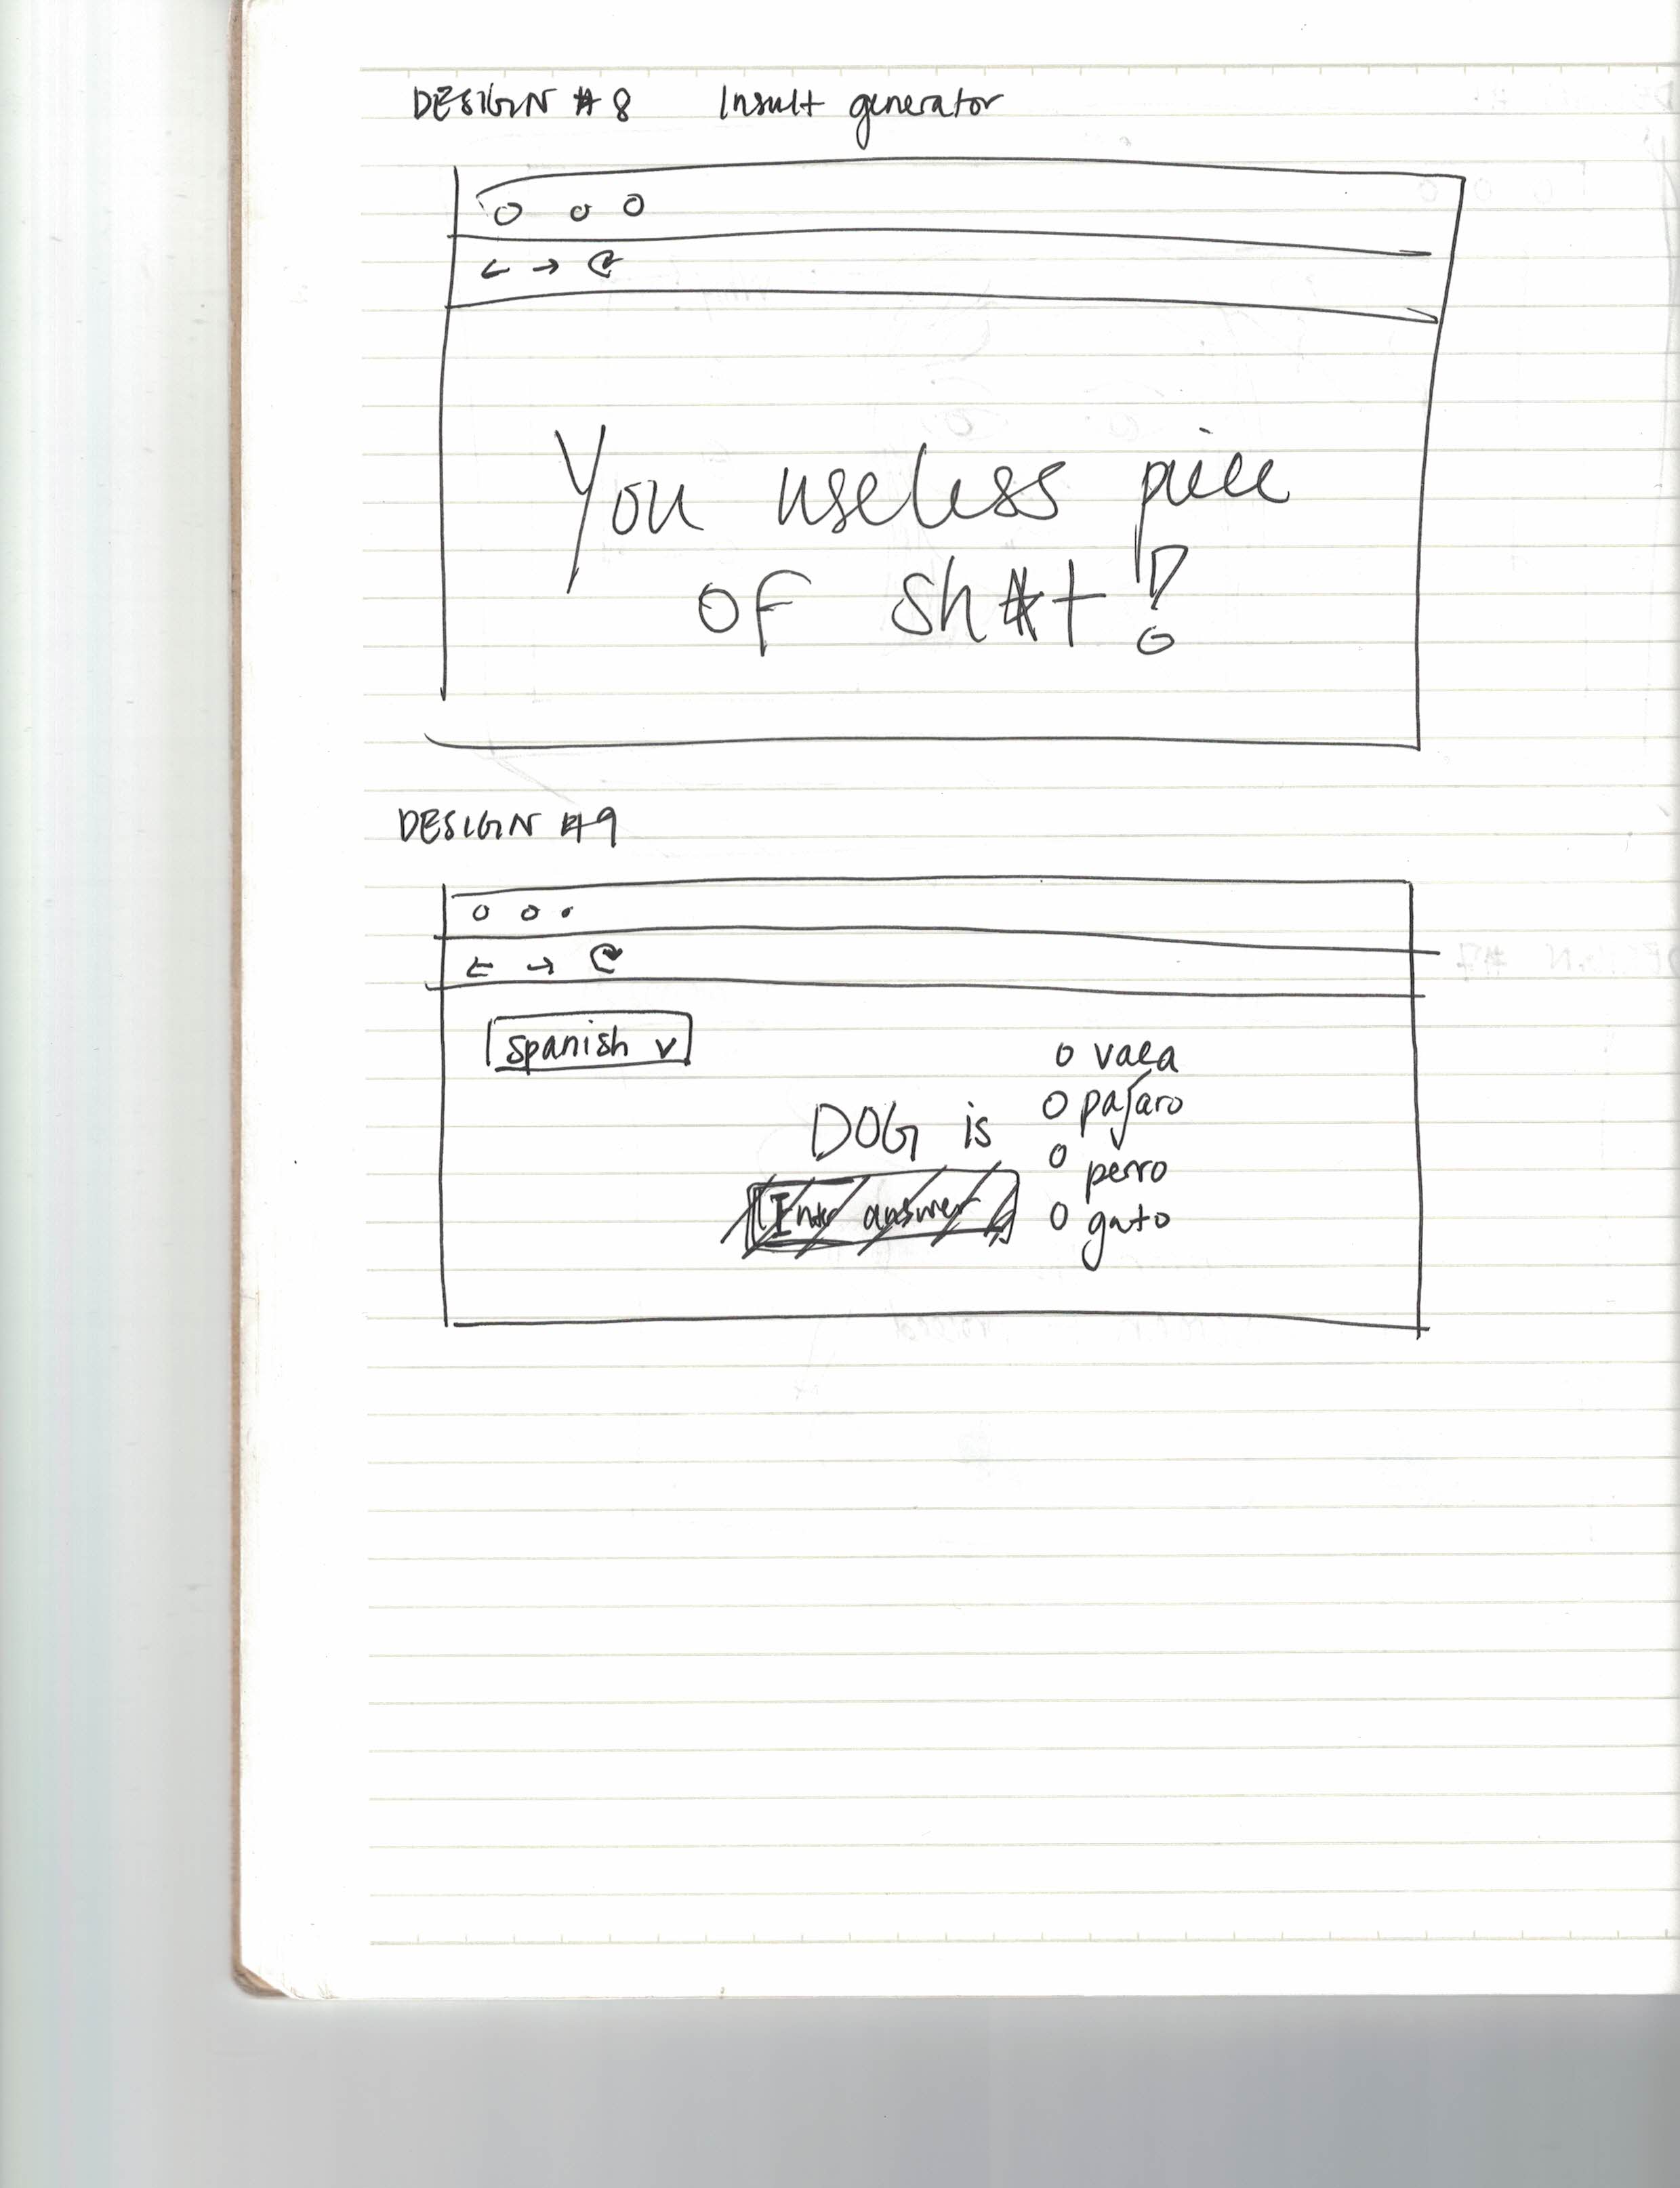 DESIGN #8 Insult generator
You useless piece
of sh#t!
DESIGN #9
spanish v
vaca
pajaro
DOG is
perro
Enter answer
gato